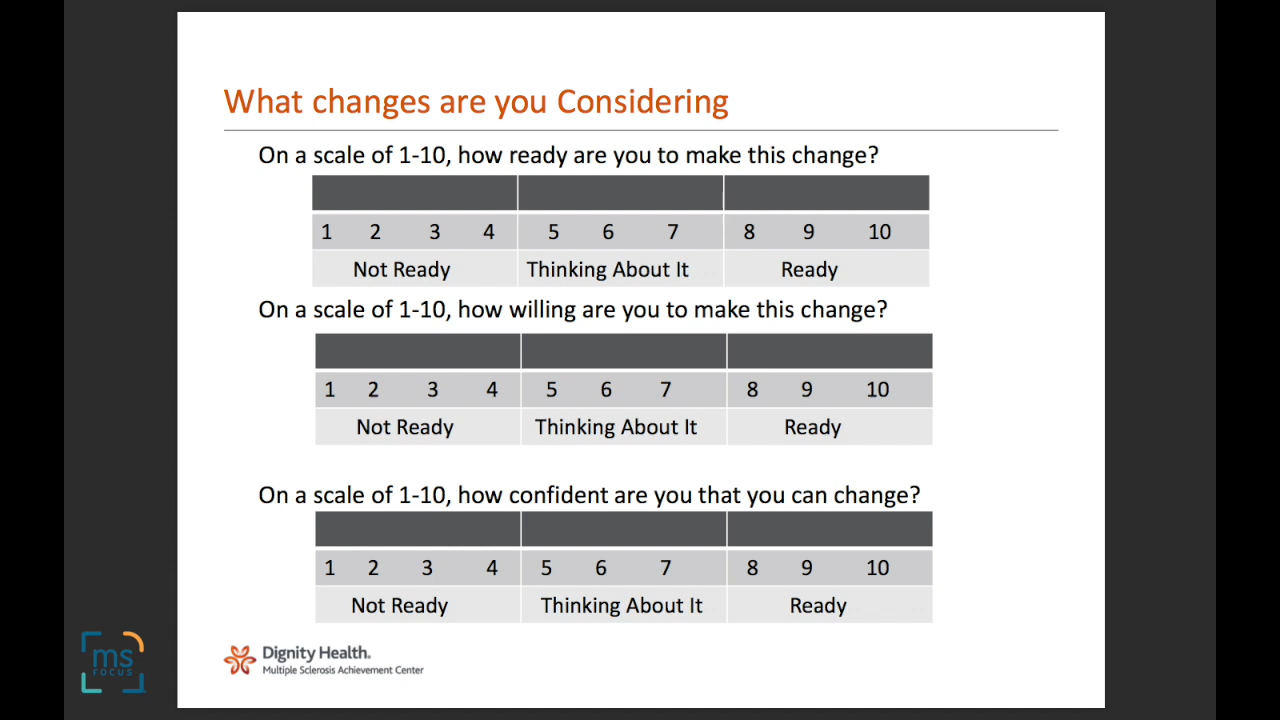 What changes are you Considering
On a scale of 1-10, how ready are you to make this change?
1 2 3 4 5 6 7 8 9 10
Not Ready Thinking About It Ready
On a scale of 1-10, how willing are you to make this change?
1 2 3 4 5 6 7 8 9 10
Not Ready Thinking About It Ready
On a scale of 1-10, how confident are you that you can change?
1 2 3 4 5 6 7 8 9 10
Not Ready Thinking About It Ready
Dignity Health.
Multiple Sclerosis Achievement Center
ms
FOCUS